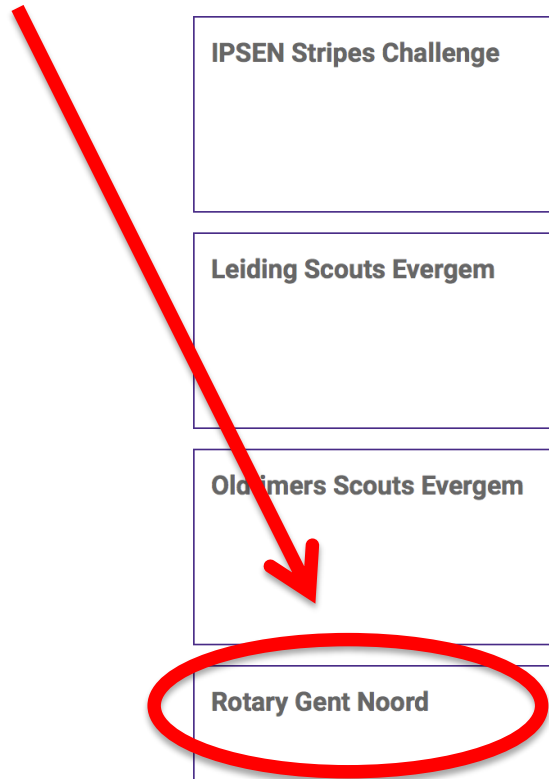 IPSEN Stripes Challenge
Leiding Scouts Evergem
Oldtimers Scouts Evergem
Rotary Gent Noord